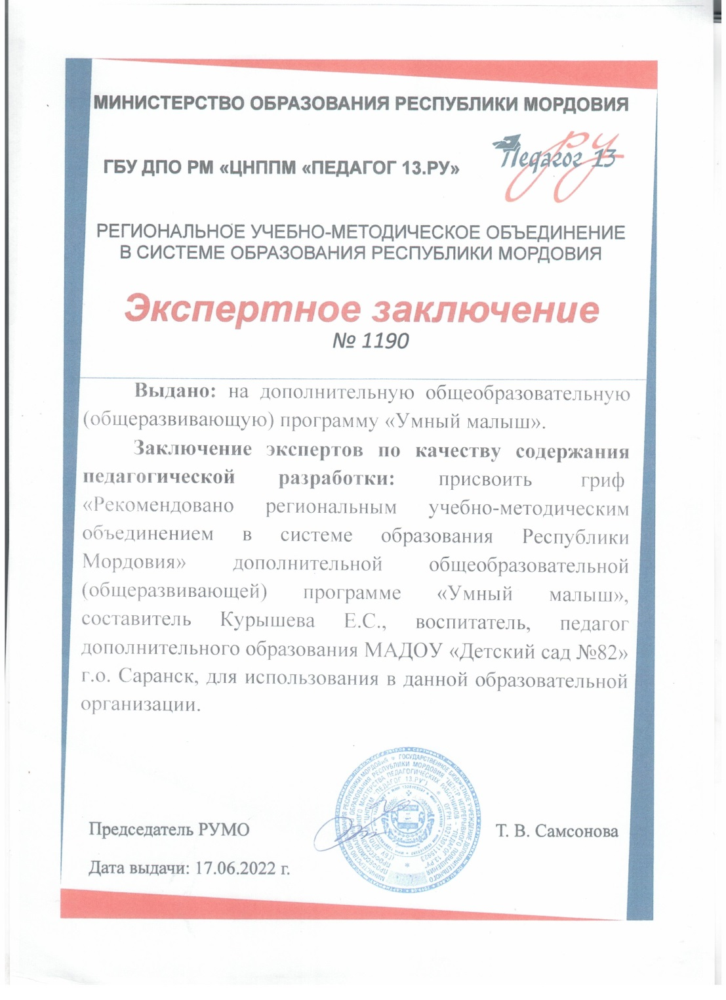 МИНИСТЕРСТВО ОБРАЗОВАНИЯ РЕСПУБЛИКИ МОРДОВИЯ
Педагог 13 РУ
ГБУ ДПО РМ «ЦНППМ «ПЕДАГОГ 13.РУ»
РЕГИОНАЛЬНОЕ УЧЕБНО-МЕТОДИЧЕСКОЕ ОБЪЕДИНЕНИЕ
В СИСТЕМЕ ОБРАЗОВАНИЯ РЕСПУБЛИКИ МОРДОВИЯ
Экспертное заключение
№ 1190
Выдано: на дополнительную общеобразовательную
(общеразвивающую) программу «Умный малыш».
Заключение экспертов по качеству содержания
педагогической разработки: присвоить гриф
«Рекомендовано региональным учебно-методическим
объединением в системе образования Республики
Мордовия» дополнительной общеобразовательной
(общеразвивающей) программе «Умный малыш»,
составитель Курышева Е.С., воспитатель, педагог
дополнительного образования МАДОУ «Детский сад №82»
г.о. Саранск, для использования в данной образовательной
организации.
Председатель РУМО
Т. В. Самсонова
Дата выдачи: 17.06.2022 г.